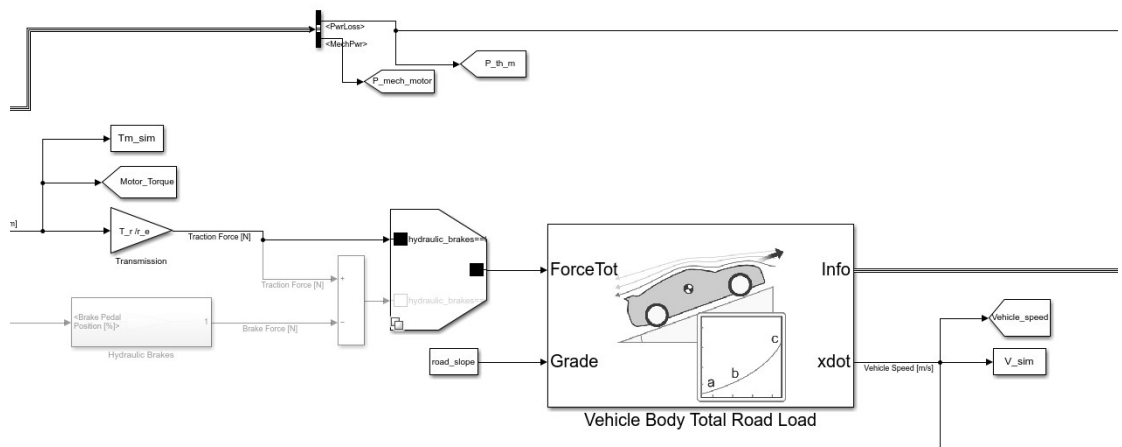 <PwrLoss>
<MechPwr>
P_th_m
P_mech_motor
Tm_sim
Motor_Torque
m]
T_r /r_e
Traction Force [N]
Transmission
hydraulic_brakes==
Traction Force [N]
hydraulic_brakes==
<Brake Pedal
Position [%]>
1
Brake Force [N]
Hydraulic Brakes
+
−
ForceTot
Info
road_slope
Grade
xdot
a
b
c
Vehicle_speed
Vehicle Speed [m/s]
V_sim
Vehicle Body Total Road Load